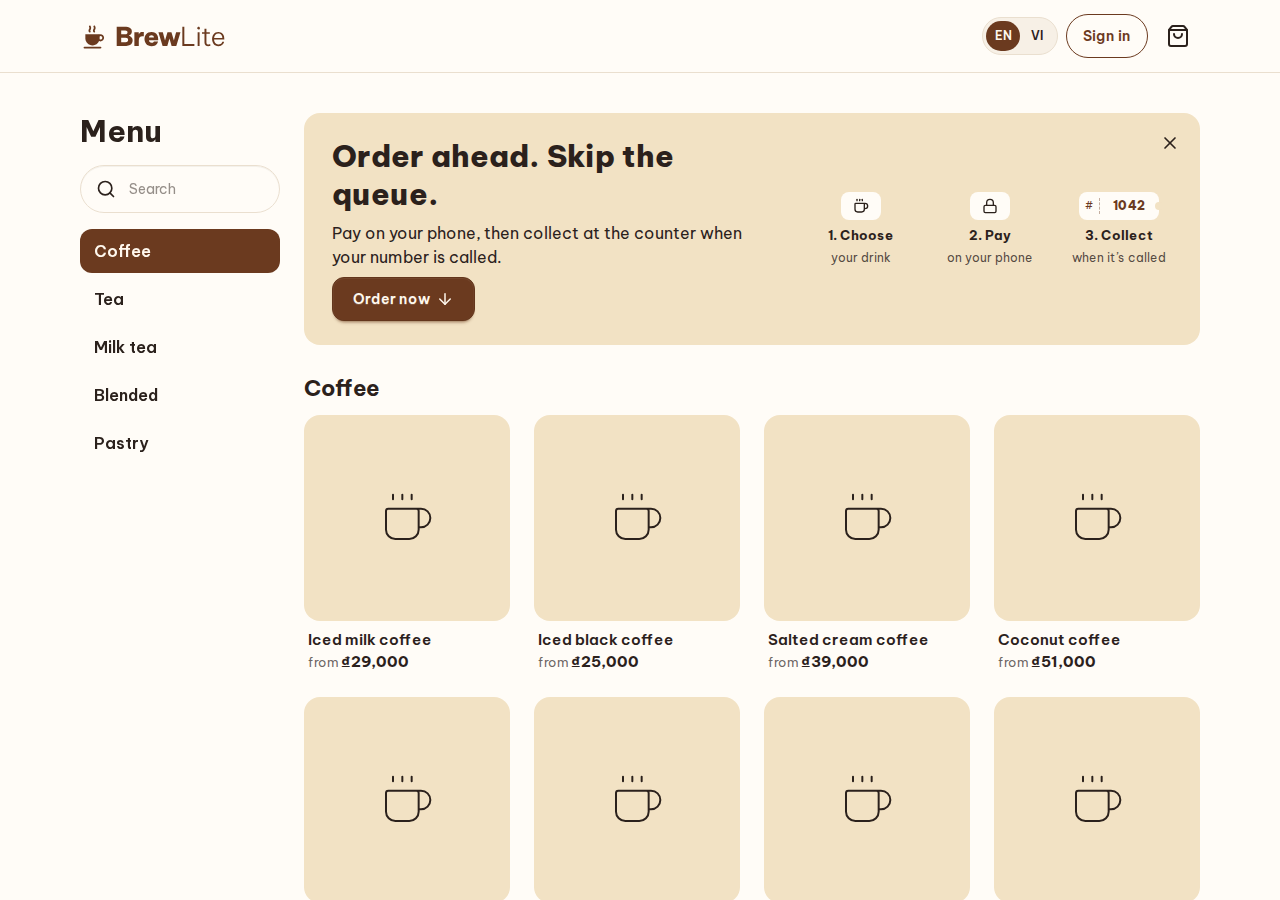 BrewLite
EN VI Sign in
Menu
Search
Coffee
Tea
Milk tea
Blended
Pastry
Order ahead. Skip the
queue.
Pay on your phone, then collect at the counter when
your number is called.
Order now
1. Choose
your drink
2. Pay
on your phone
# 1042
3. Collect
when it's called
Coffee
Iced milk coffee
from ₫29,000
Iced black coffee
from ₫25,000
Salted cream coffee
from ₫39,000
Coconut coffee
from ₫51,000